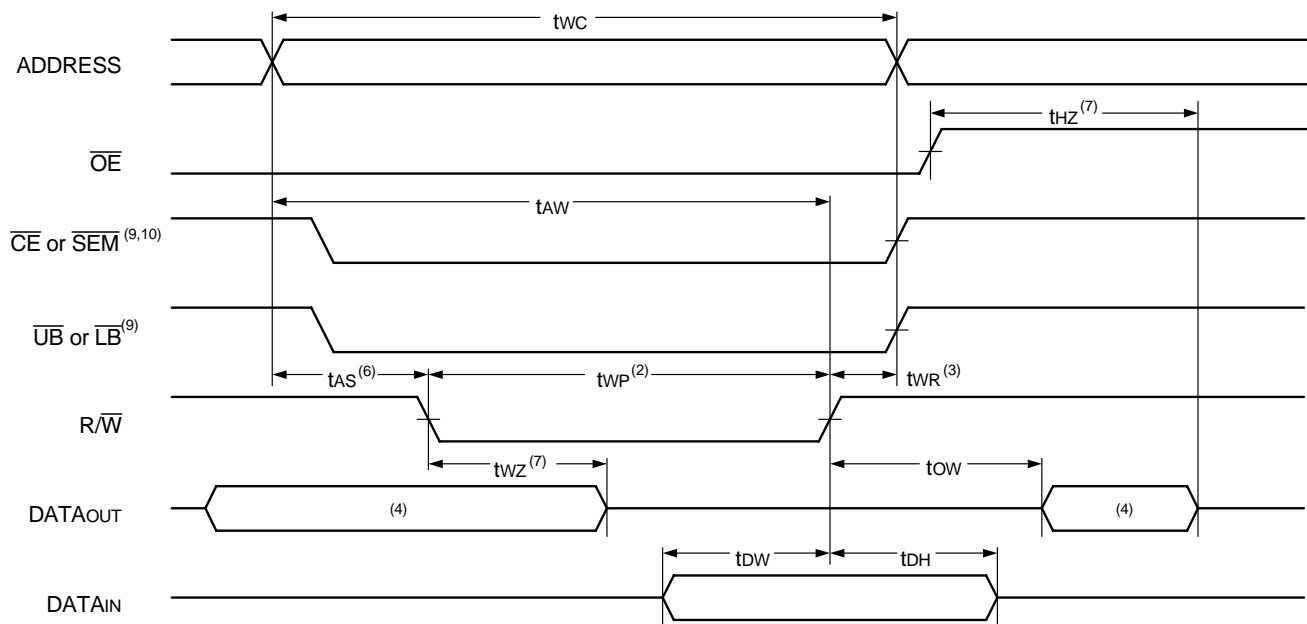 tWC
ADDRESS
tHZ(7)
OE
tAW
CE or SEM (9,10)
UB or LB(9)
tAS(6) tWP(2) tWR(3)
R/W
tWZ(7) tOW
DATAOUT (4) (4)
tDW tDH
DATAIN